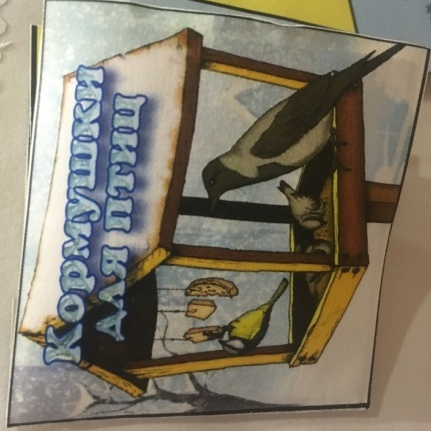 Кормушки
для птиц